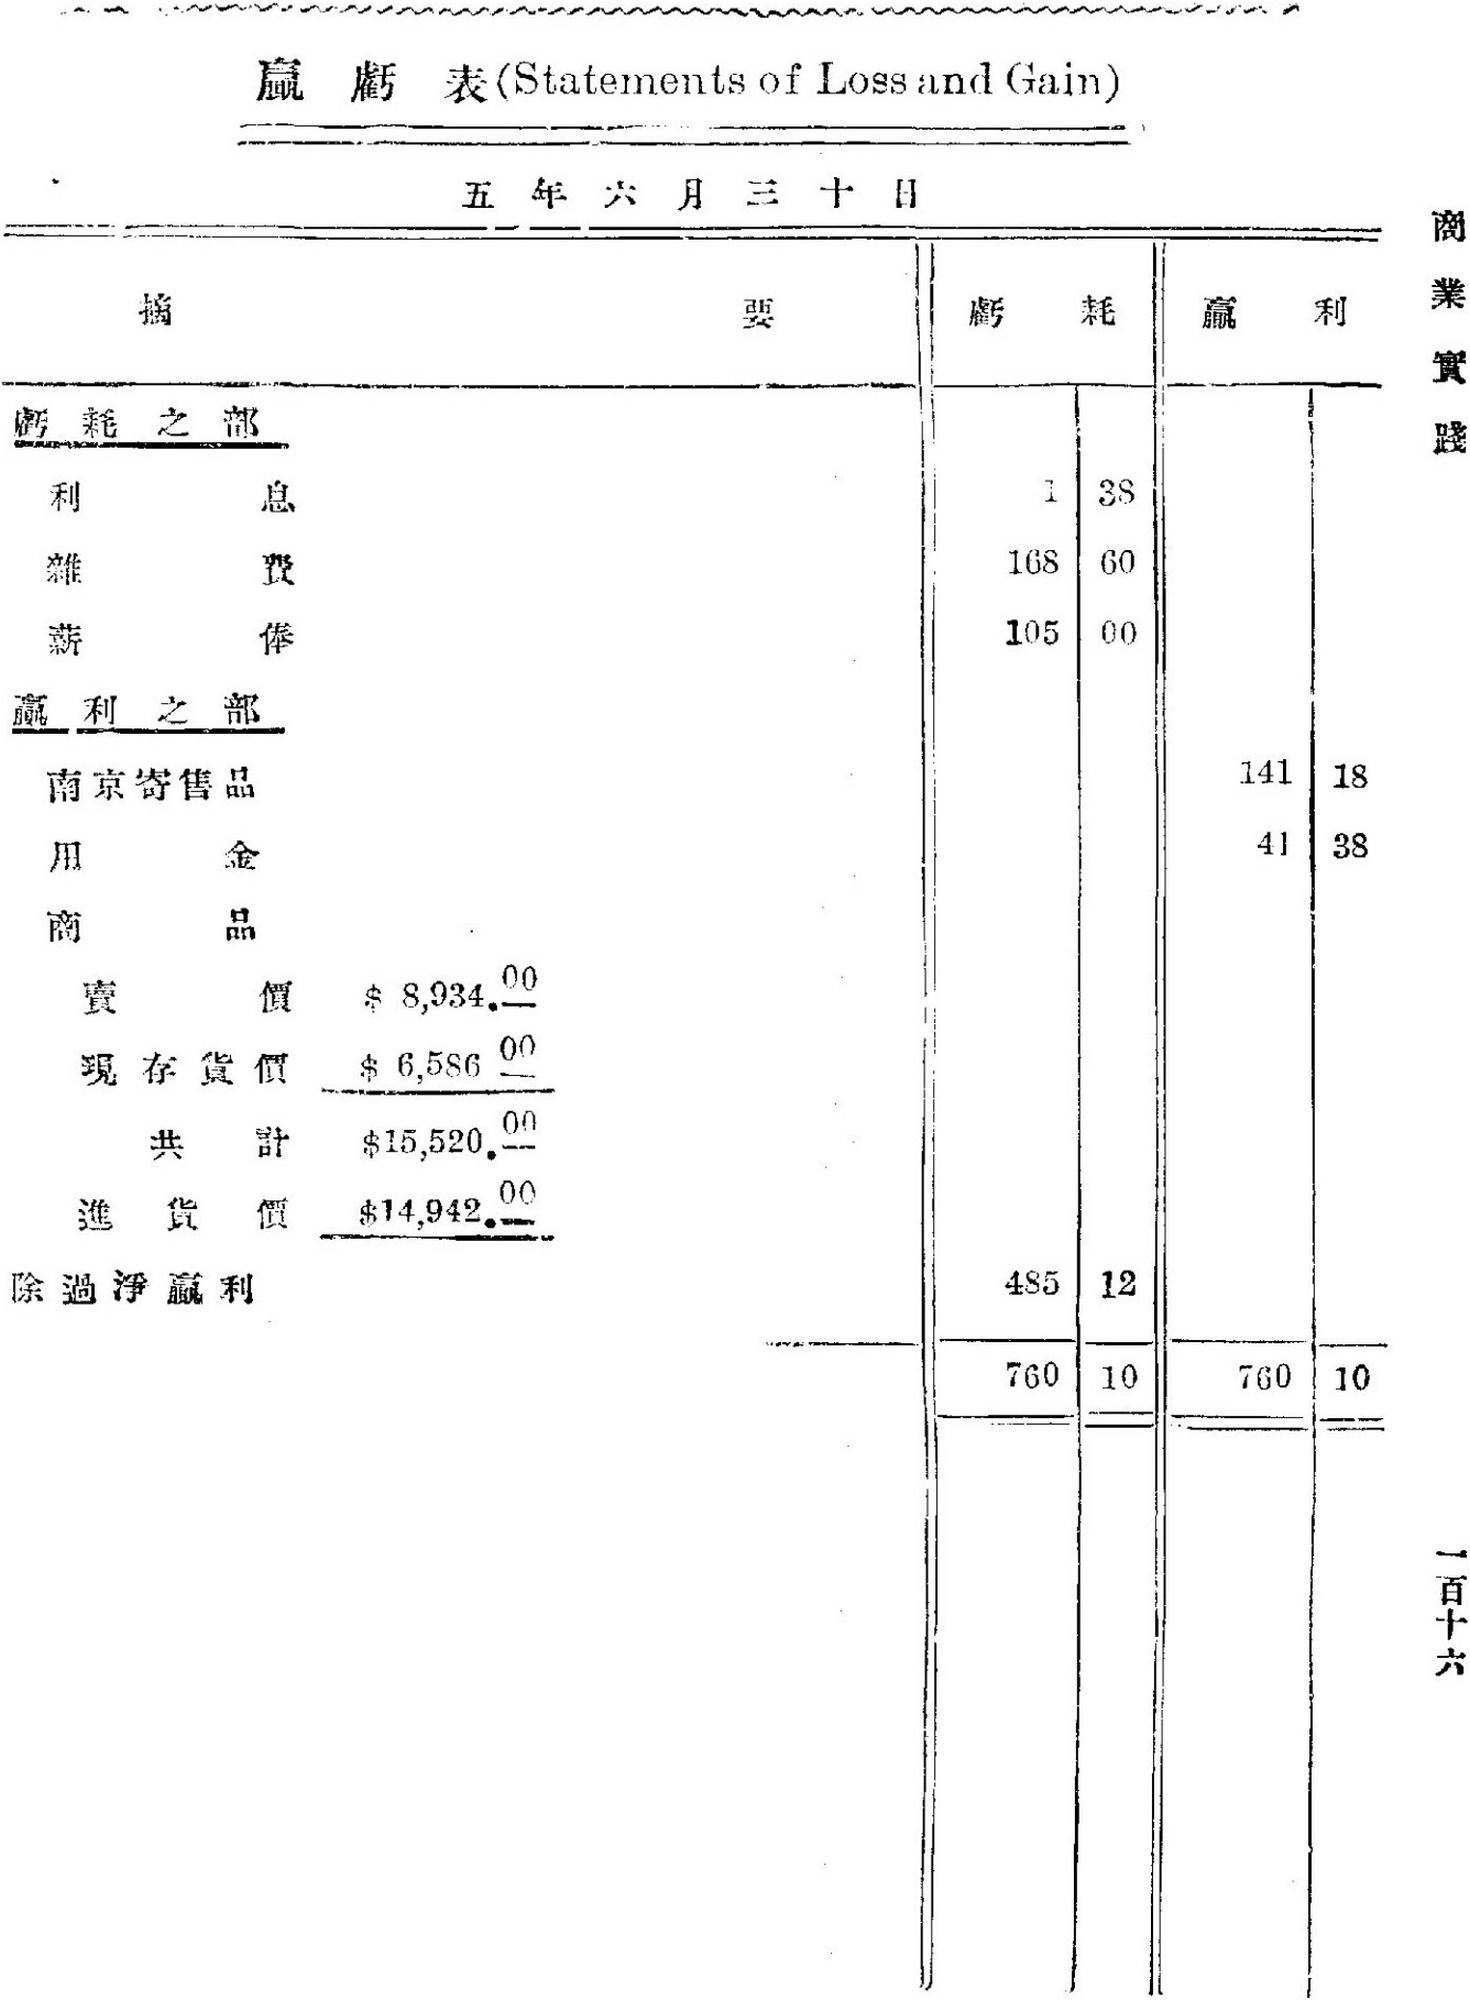 贏虧表(Statements of Loss and Gain)
五年六月三十日
摘要 虧耗 贏利
虧耗之部
利息 1 38
雜費 168 60
薪俸 105 00
贏利之部
南京寄售品 141 18
用金 41 38
商品
賣價 $ 8,934.00
現存貨價 $ 6,586 00
共計 $15,520.00
進貨價 $14,942.00
除過淨贏利 485 12
760 10 760 10
商業實踐
一百十六